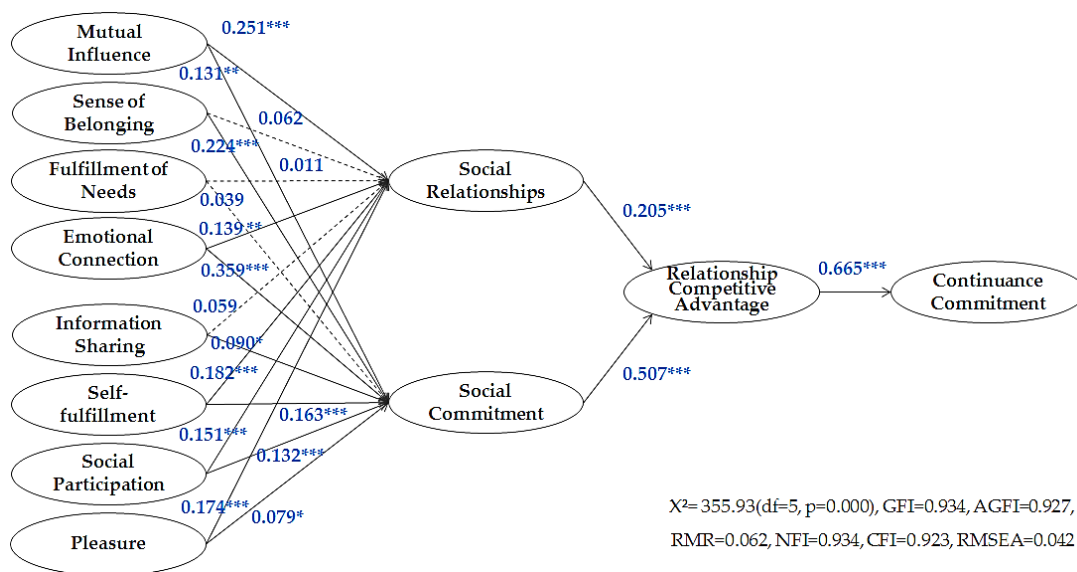 Mutual
Influence
0.251***
0.131**
Sense of
Belonging
0.062
0.224***
Fulfillment of
Needs
0.011
0.039
Emotional
Connection
0.139**
0.359***
Information
Sharing
0.059
0.090*
Self-
fulfillment
0.182***
0.163***
Social
Participation
0.151***
0.132***
Pleasure
0.174***
0.079*
Social
Relationships
Social
Commitment
0.205***
0.507***
Relationship
Competitive
Advantage
0.665***
Continuance
Commitment
X²= 355.93(df=5, p=0.000), GFI=0.934, AGFI=0.927,
RMR=0.062, NFI=0.934, CFI=0.923, RMSEA=0.042